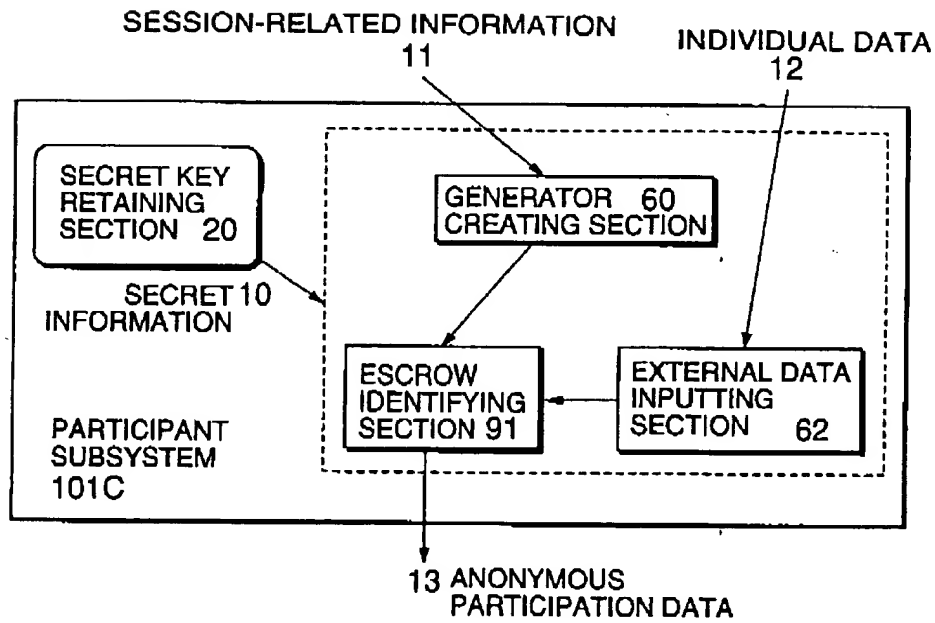 SESSION-RELATED INFORMATION
11
INDIVIDUAL DATA
12
SECRET KEY
RETAINING
SECTION 20
GENERATOR 60
CREATING SECTION
SECRET 10
INFORMATION
ESCROW
IDENTIFYING
SECTION 91
EXTERNAL DATA
INPUTTING
SECTION 62
PARTICIPANT
SUBSYSTEM
101C
13 ANONYMOUS
PARTICIPATION DATA